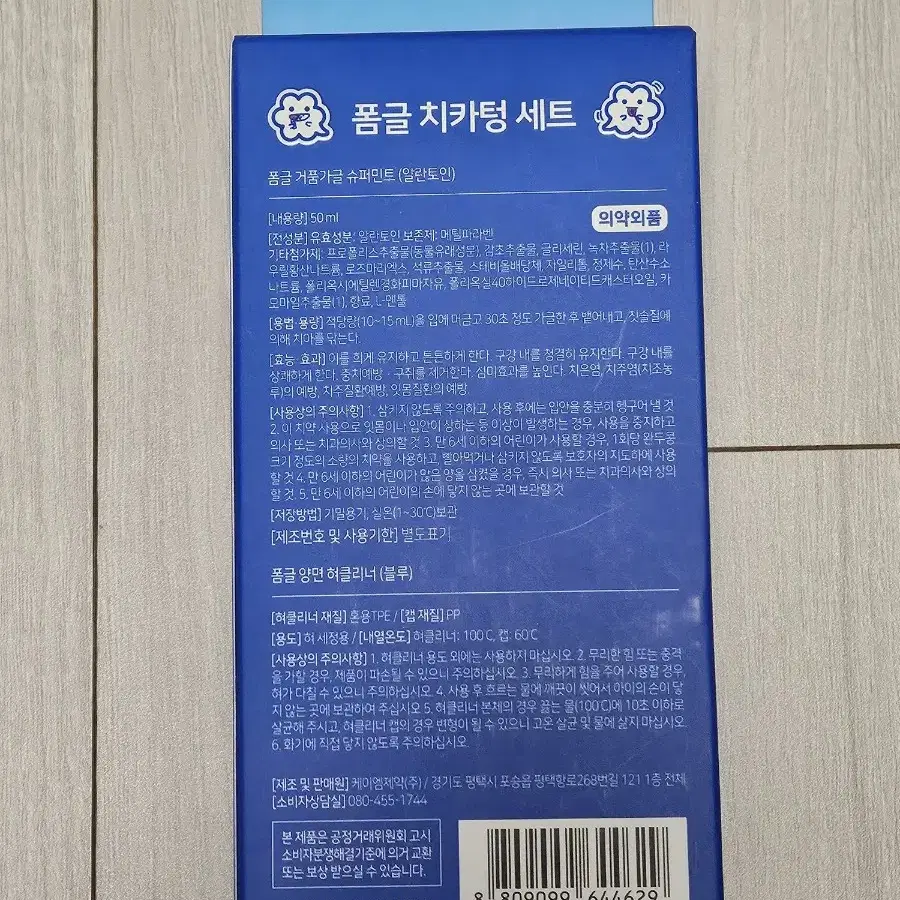 폼글 치카텅 세트
폼글 거품가글 슈퍼민트 (알란토인)
[내용량] 50ml
의약외품
[전성분] 유효성분: 알란토인 보존제: 메틸파라벤
기타첨가제: 프로폴리스추출물(동물유래성분), 감초추출물, 글리세린, 녹차추출물(1), 라
우릴황산나트륨, 로즈마리엑스, 석류추출물, 스테비올배당체, 자일리톨, 정제수, 탄산수소
나트륨, 폴리옥시에틸렌경화피마자유, 폴리옥실40하이드로제네이티드캐스터오일, 카
모마일추출물(1), 향료, L-멘톨
[용법·용량] 적당량(10~15mL)을 입에 머금고 30초 정도 가글한 후 뱉어내고, 칫솔질에
의해 치아를 닦는다.
[효능·효과] 이를 희게 유지하고 튼튼하게 한다. 구강 내를 청결히 유지한다. 구강 내를
상쾌하게 한다. 충치예방·구취를 제거한다. 심미효과를 높인다. 치은염, 치주염(치조농
루)의 예방, 치주질환예방, 잇몸질환의 예방
[사용상의 주의사항] 1. 삼키지 않도록 주의하고, 사용 후에는 입안을 충분히 헹구어 낼 것
2. 이 치약 사용으로 잇몸이나 입안이 상하는 등 이상이 발생하는 경우, 사용을 중지하고
의사 또는 치과의사와 상의할 것 3. 만 6세 이하의 어린이가 사용할 경우, 1회당 완두콩
크기 정도의 소량의 치약을 사용하고, 빨아먹거나 삼키지 않도록 보호자의 지도하에 사용
할 것 4. 만 6세 이하의 어린이가 많은 양을 삼켰을 경우, 즉시 의사 또는 치과의사와 상의
할 것. 5. 만 6세 이하의 어린이의 손에 닿지 않는 곳에 보관할 것
[저장방법] 기밀용기, 실온(1~30℃)보관
[제조번호 및 사용기한] 별도표기
폼글 양면 혀클리너 (블루)
[혀클리너 재질] 혼용TPE / [캡 재질] PP
[용도] 혀 세정용 / [내열온도] 혀클리너: 100℃, 캡: 60℃
[사용상의 주의사항] 1. 혀클리너 용도 외에는 사용하지 마십시오. 2. 무리한 힘 또는 충격
을 가할 경우, 제품이 파손될 수 있으니 주의하십시오. 3. 무리하게 힘을 주어 사용할 경우,
혀가 다칠 수 있으니 주의하십시오. 4. 사용 후 흐르는 물에 깨끗이 씻어서 아이의 손이 닿
지 않는 곳에 보관하여 주십시오 5. 혀클리너 본체의 경우 끓는 물(100℃)에 10초 이하로
살균해 주시고, 혀클리너 캡의 경우 변형이 될 수 있으니 고온 살균 및 물에 삶지 마십시오.
6. 화기에 직접 닿지 않도록 주의하십시오.
[제조 및 판매원] 케이엠제약(주) / 경기도 평택시 포승읍 평택항로268번길 121 1층 전체
[소비자상담실] 080-455-1744
본 제품은 공정거래위원회 고시
소비자분쟁해결기준에 의거 교환
또는 보상 받으실 수 있습니다.
8 809099 644629